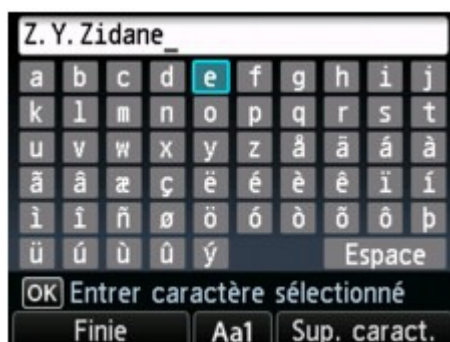 Z. Y. Zidane_
a b c d e f g h i j
k l m n o p q r s t
u v w x y z å ä á à
ã â æ ç ë é è ê ï í
ì î ñ ø ö ó ò õ ô þ
ü ú ù û ý Espace
OK Entrer caractère sélectionné
Finie Aa1 Sup. caract.